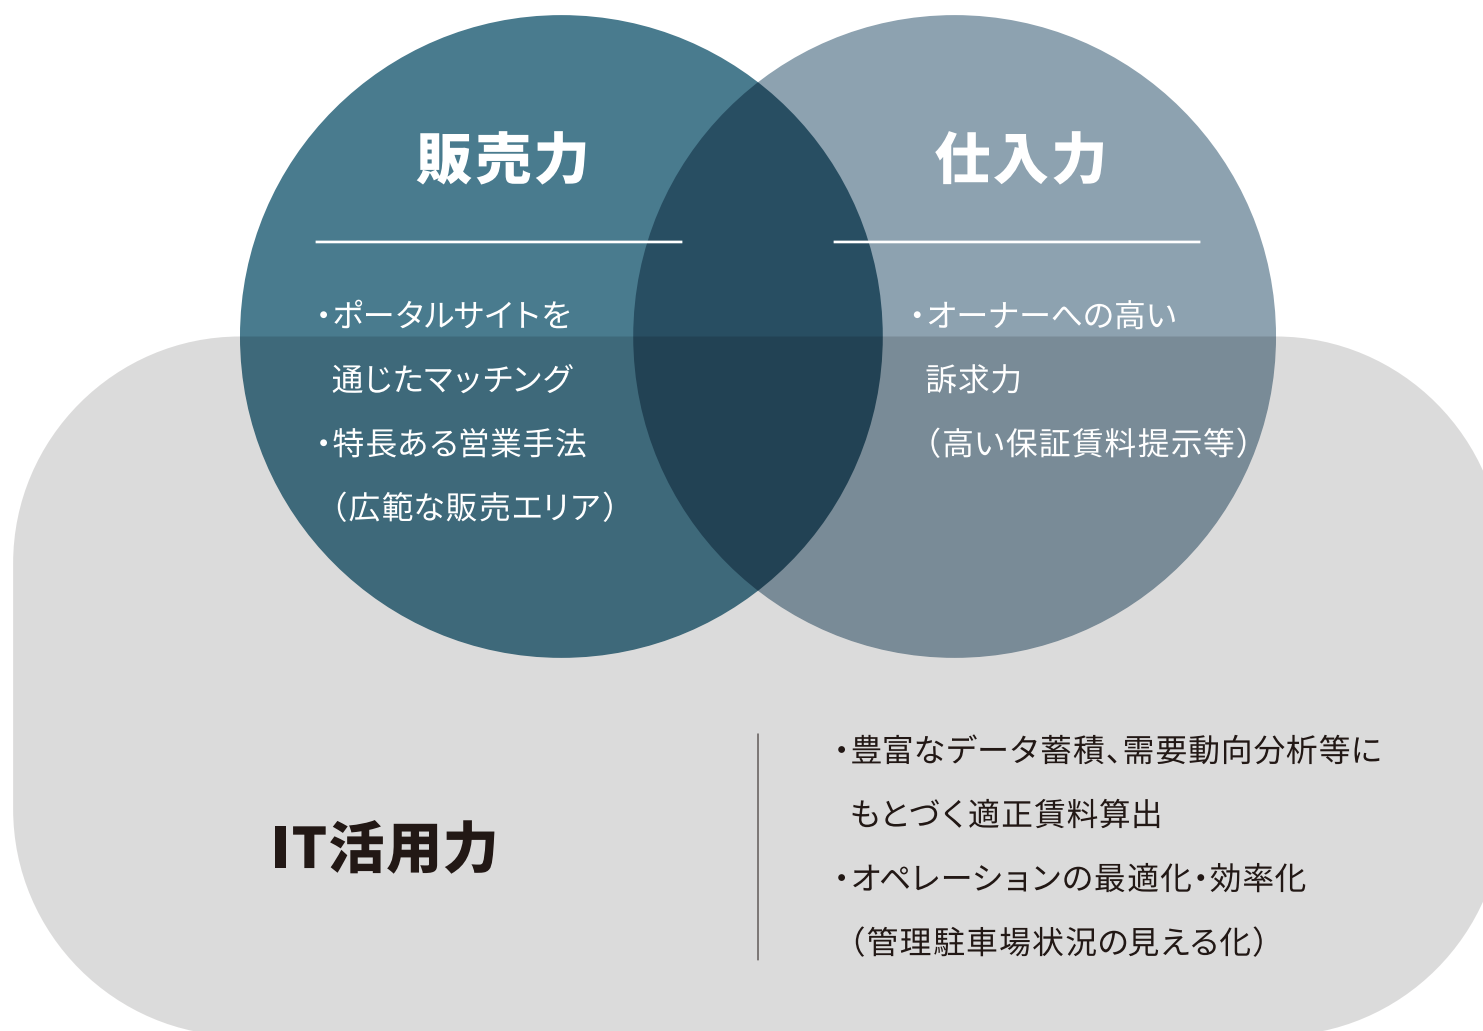 販売力
・ポータルサイトを
通じたマッチング
・特長ある営業手法
（広範な販売エリア）
仕入力
・オーナーへの高い
訴求力
（高い保証賃料提示等）
IT活用力
・豊富なデータ蓄積、需要動向分析等に
もとづく適正賃料算出
・オペレーションの最適化・効率化
（管理駐車場状況の見える化）